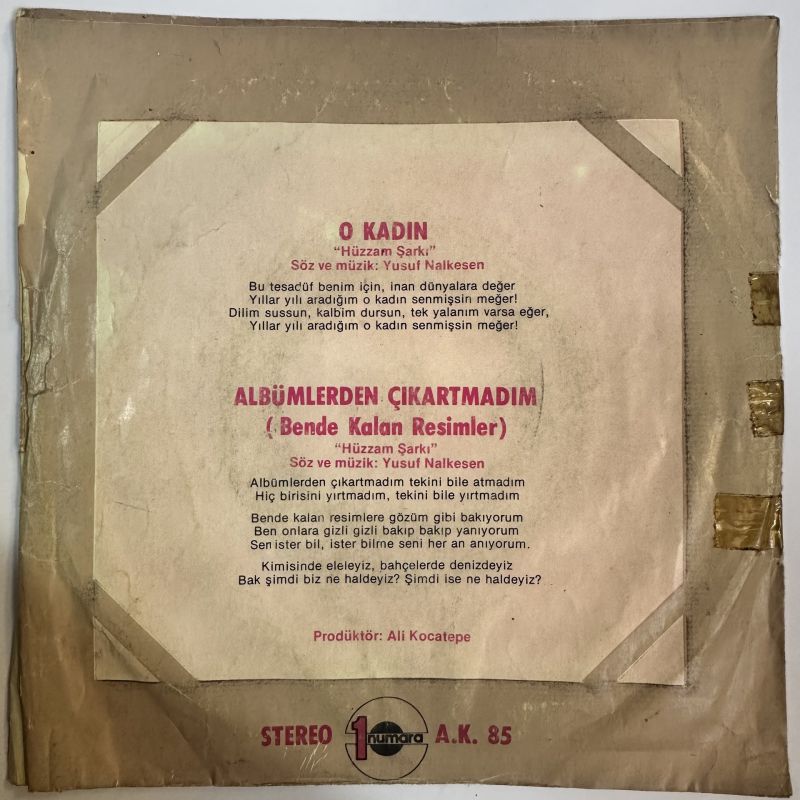 O KADIN
"Hüzzam Şarkı"
Söz ve müzik: Yusuf Nalkesen
Bu tesadüf benim için, inan dünyalara değer
Yıllar yılı aradığım o kadın senmişsin meğer!
Dilim sussun, kalbim dursun, tek yalanım varsa eğer,
Yıllar yılı aradığım o kadın senmişsin meğer!
ALBÜMLERDEN ÇIKARTMADIM
(Bende Kalan Resimler)
"Hüzzam Şarkı"
Söz ve müzik: Yusuf Nalkesen
Albümlerden çıkartmadım tekini bile atmadım
Hiç birisini yırtmadım, tekini bile yırtmadım
Bende kalan resimlere gözüm gibi bakıyorum
Ben onlara gizli gizli bakıp bakıp yanıyorum
Sen ister bil, ister bilme seni her an anıyorum.
Kimisinde eleleyiz, bahçelerde denizdeyiz
Bak şimdi biz ne haldeyiz? Şimdi ise ne haldeyiz?
Prodüktör: Ali Kocatepe
STEREO 1 numara A.K. 85